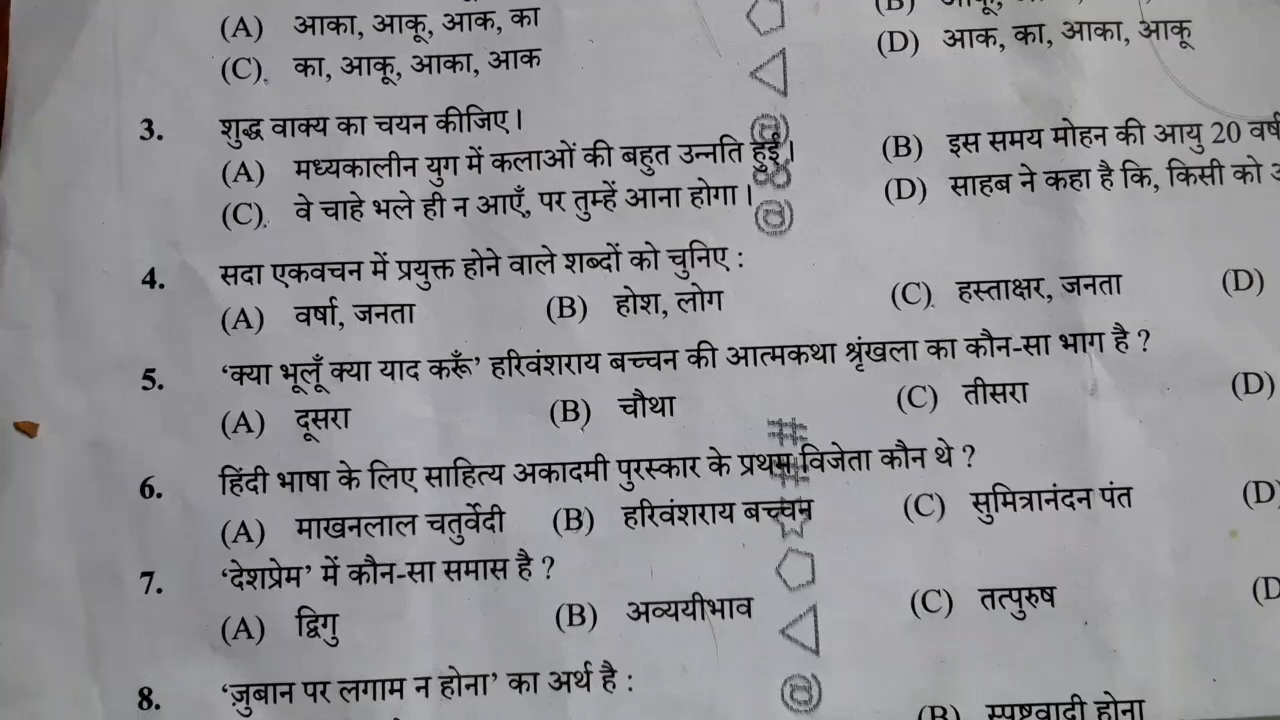 (A) आका, आकू, आक, का (B)
(C) का, आकू, आका, आक (D) आक, का, आका, आकू
3. शुद्ध वाक्य का चयन कीजिए।
(A) मध्यकालीन युग में कलाओं की बहुत उन्नति हुई। (B) इस समय मोहन की आयु 20 वर्ष
(C) वे चाहे भले ही न आएँ, पर तुम्हें आना होगा। (D) साहब ने कहा है कि, किसी को
4. सदा एकवचन में प्रयुक्त होने वाले शब्दों को चुनिए :
(A) वर्षा, जनता (B) होश, लोग (C) हस्ताक्षर, जनता (D)
5. ‘क्या भूलूँ क्या याद करूँ’ हरिवंशराय बच्चन की आत्मकथा श्रृंखला का कौन-सा भाग है ?
(A) दूसरा (B) चौथा (C) तीसरा (D)
6. हिंदी भाषा के लिए साहित्य अकादमी पुरस्कार के प्रथम विजेता कौन थे ?
(A) माखनलाल चतुर्वेदी (B) हरिवंशराय बच्चन (C) सुमित्रानंदन पंत (D)
7. ‘देशप्रेम’ में कौन-सा समास है ?
(A) द्विगु (B) अव्ययीभाव (C) तत्पुरुष (D
8. ‘ज़ुबान पर लगाम न होना’ का अर्थ है :
(B) स्पष्टवादी होना